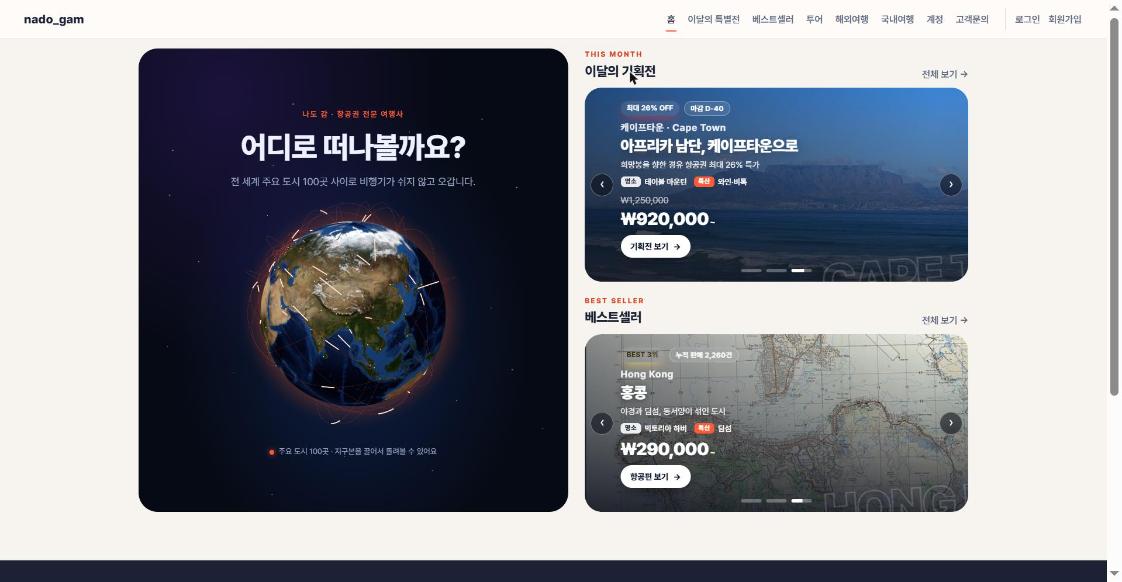 nado_gam
홈 이달의 특별전 베스트셀러 투어 해외여행 국내여행 계정 고객문의 로그인 회원가입
나도 감 · 항공권 전문 여행사
어디로 떠나볼까요?
전 세계 주요 도시 100곳 사이로 비행기가 쉬지 않고 오갑니다.
주요 도시 100곳 · 지구본을 끌어서 돌려볼 수 있어요
THIS MONTH
이달의 기획전
전체 보기 →
최대 26% OFF 마감 D-40
케이프타운 · Cape Town
아프리카 남단, 케이프타운으로
희망봉을 향한 경유 항공권 최대 26% 특가
명소 테이블 마운틴 특산 와인·비톡
₩1,250,000
₩920,000~
기획전 보기 →
CAPE T
BEST SELLER
베스트셀러
전체 보기 →
BEST 3위 누적 판매 2,260건
Hong Kong
홍콩
야경과 딤섬, 동서양이 섞인 도시
명소 빅토리아 하버 특산 딤섬
₩290,000~
항공편 보기 →
HONG